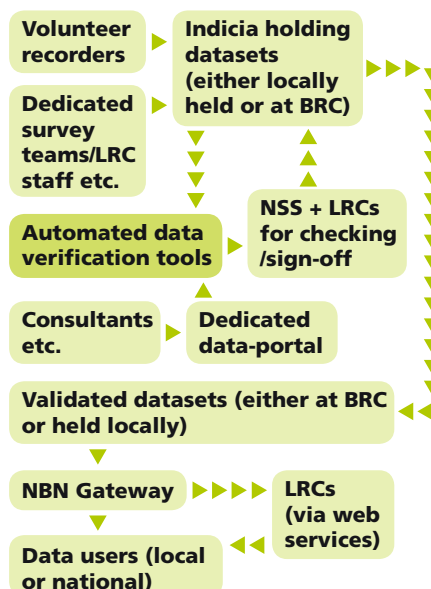 Volunteer
recorders
Indicia holding
datasets
(either locally
held or at BRC)
Dedicated
survey
teams/LRC
staff etc.
Automated data
verification tools
NSS + LRCs
for checking
/sign-off
Consultants
etc.
Dedicated
data-portal
Validated datasets (either at BRC
or held locally)
NBN Gateway
LRCs
(via web
services)
Data users (local
or national)